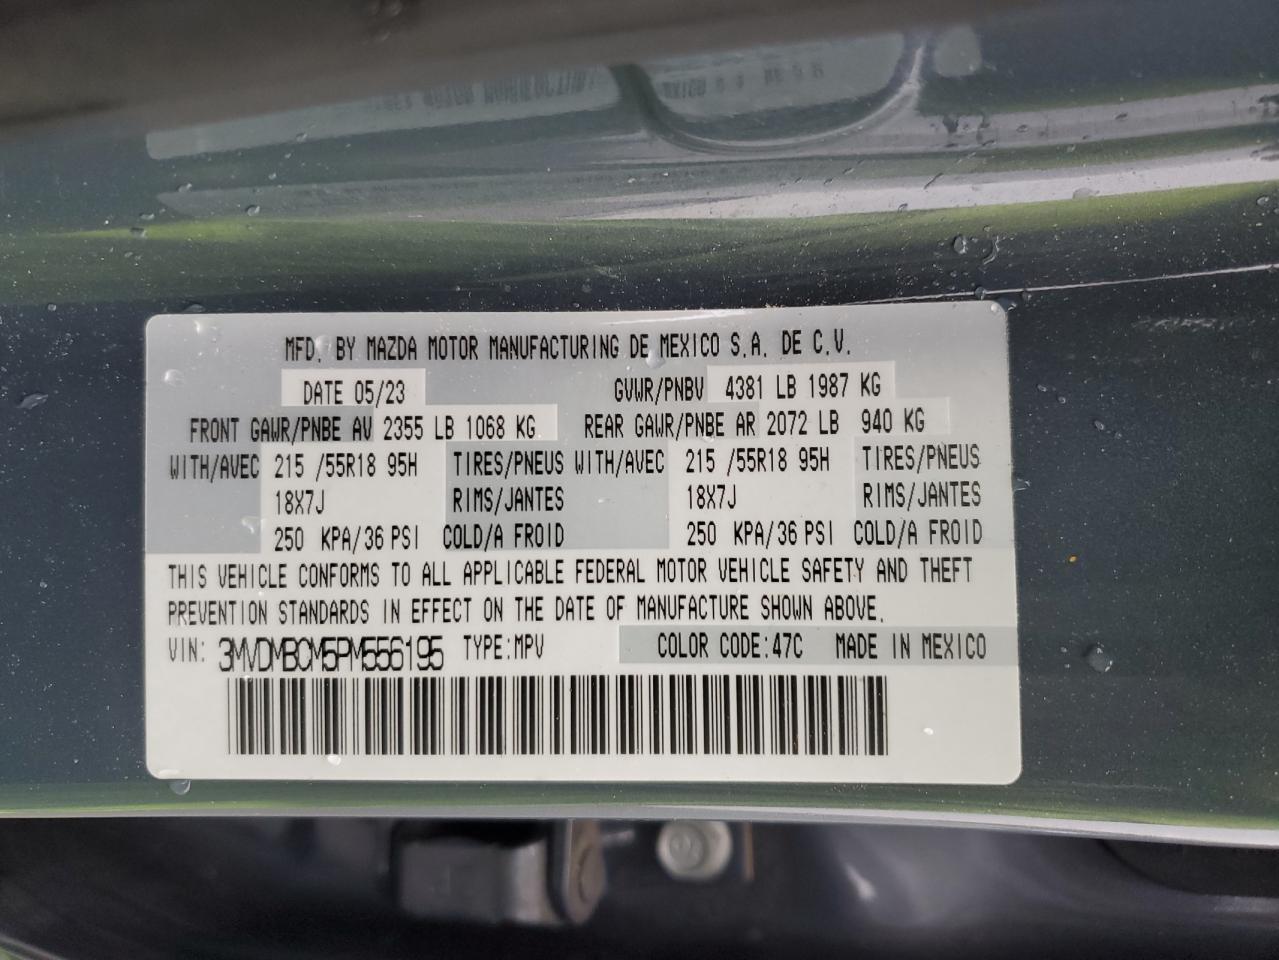 MFD. BY MAZDA MOTOR MANUFACTURING DE MEXICO S.A. DE C.V.
DATE 05/23 GVWR/PNBV 4381 LB 1987 KG
FRONT GAWR/PNBE AV 2355 LB 1068 KG REAR GAWR/PNBE AR 2072 LB 940 KG
WITH/AVEC 215 /55R18 95H TIRES/PNEUS WITH/AVEC 215 /55R18 95H TIRES/PNEUS
18X7J RIMS/JANTES 18X7J RIMS/JANTES
250 KPA/36 PSI COLD/A FROID 250 KPA/36 PSI COLD/A FROID
THIS VEHICLE CONFORMS TO ALL APPLICABLE FEDERAL MOTOR VEHICLE SAFETY AND THEFT
PREVENTION STANDARDS IN EFFECT ON THE DATE OF MANUFACTURE SHOWN ABOVE.
VIN: 3MVDMBCM5PM556195 TYPE:MPV COLOR CODE:47C MADE IN MEXICO